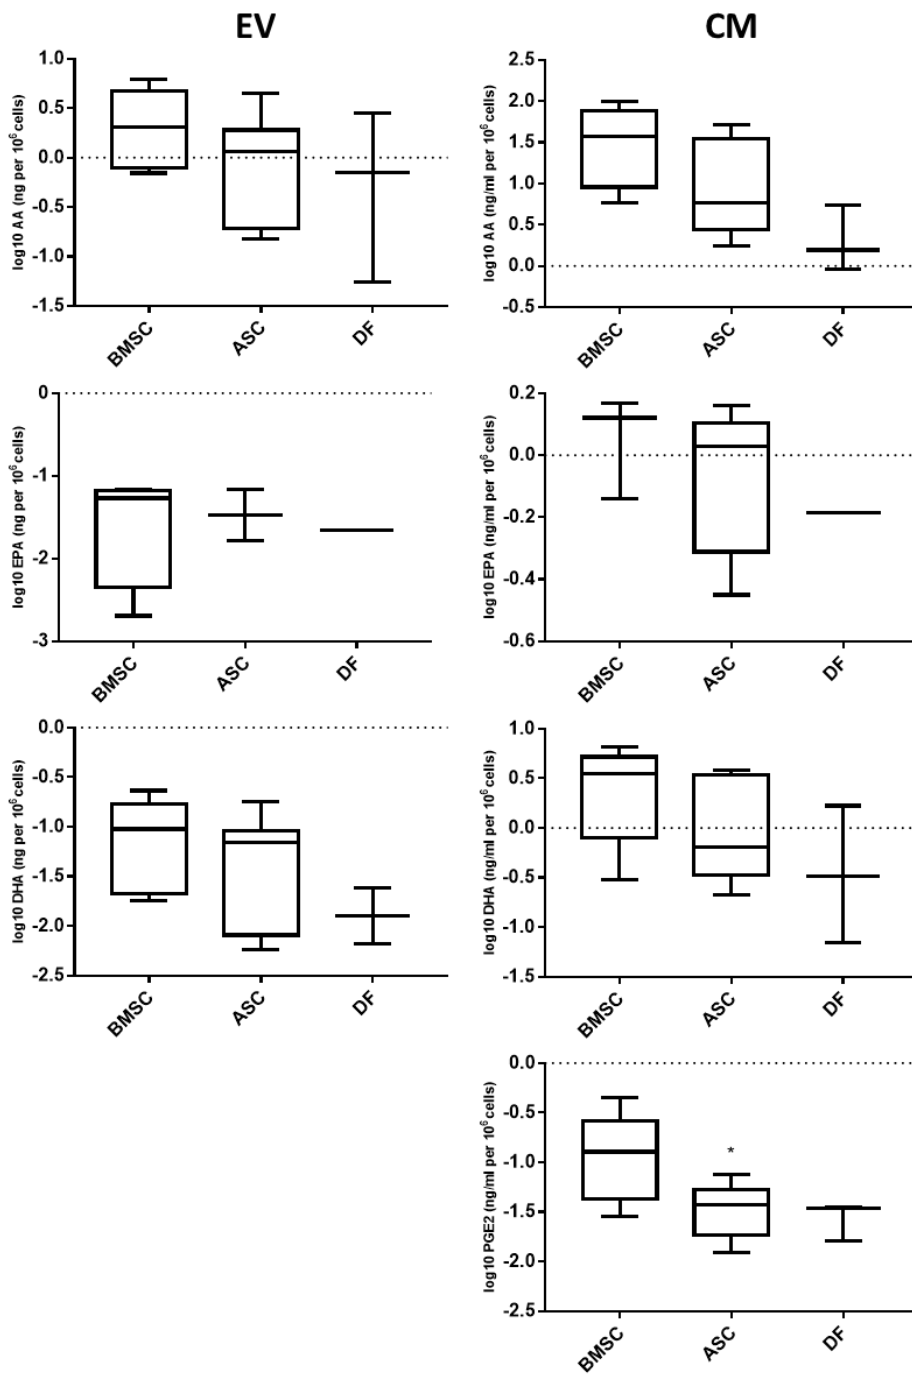 EV
CM
log10 AA (ng per 10⁶ cells)
1.0
0.5
0.0
-0.5
-1.0
-1.5
BMSC
ASC
DF
log10 AA (ng/ml per 10⁶ cells)
2.5
2.0
1.5
1.0
0.5
0.0
-0.5
BMSC
ASC
DF
log10 EPA (ng per 10⁶ cells)
0
-1
-2
-3
BMSC
ASC
DF
log10 EPA (ng/ml per 10⁶ cells)
0.2
0.0
-0.2
-0.4
-0.6
BMSC
ASC
DF
log10 DHA (ng per 10⁶ cells)
0.0
-0.5
-1.0
-1.5
-2.0
-2.5
BMSC
ASC
DF
log10 DHA (ng/ml per 10⁶ cells)
1.0
0.5
0.0
-0.5
-1.0
-1.5
BMSC
ASC
DF
log10 PGE2 (ng/ml per 10⁶ cells)
0.0
-0.5
-1.0
-1.5
-2.0
-2.5
*
BMSC
ASC
DF